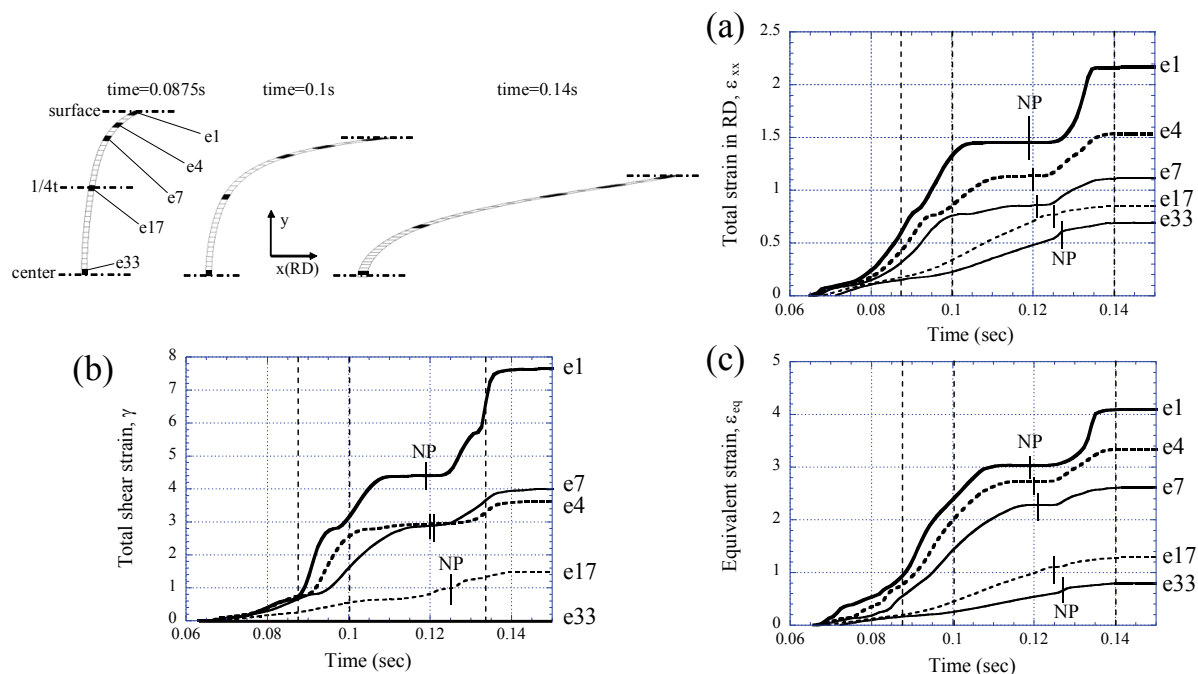 time=0.0875s
time=0.1s
time=0.14s
surface
e1
e4
e7
1/4t
e17
e33
center
y
x(RD)
(a)
Total strain in RD, ε xx
2.5
2
1.5
1
0.5
0
0.06 0.08 0.1 0.12 0.14
Time (sec)
NP
NP
e1
e4
e7
e17
e33
(b)
Total shear strain, γ
8
7
6
5
4
3
2
1
0
0.06 0.08 0.1 0.12 0.14
Time (sec)
NP
NP
e1
e7
e4
e17
e33
(c)
Equivalent strain, εeq
5
4
3
2
1
0
0.06 0.08 0.1 0.12 0.14
Time (sec)
NP
NP
e1
e4
e7
e17
e33